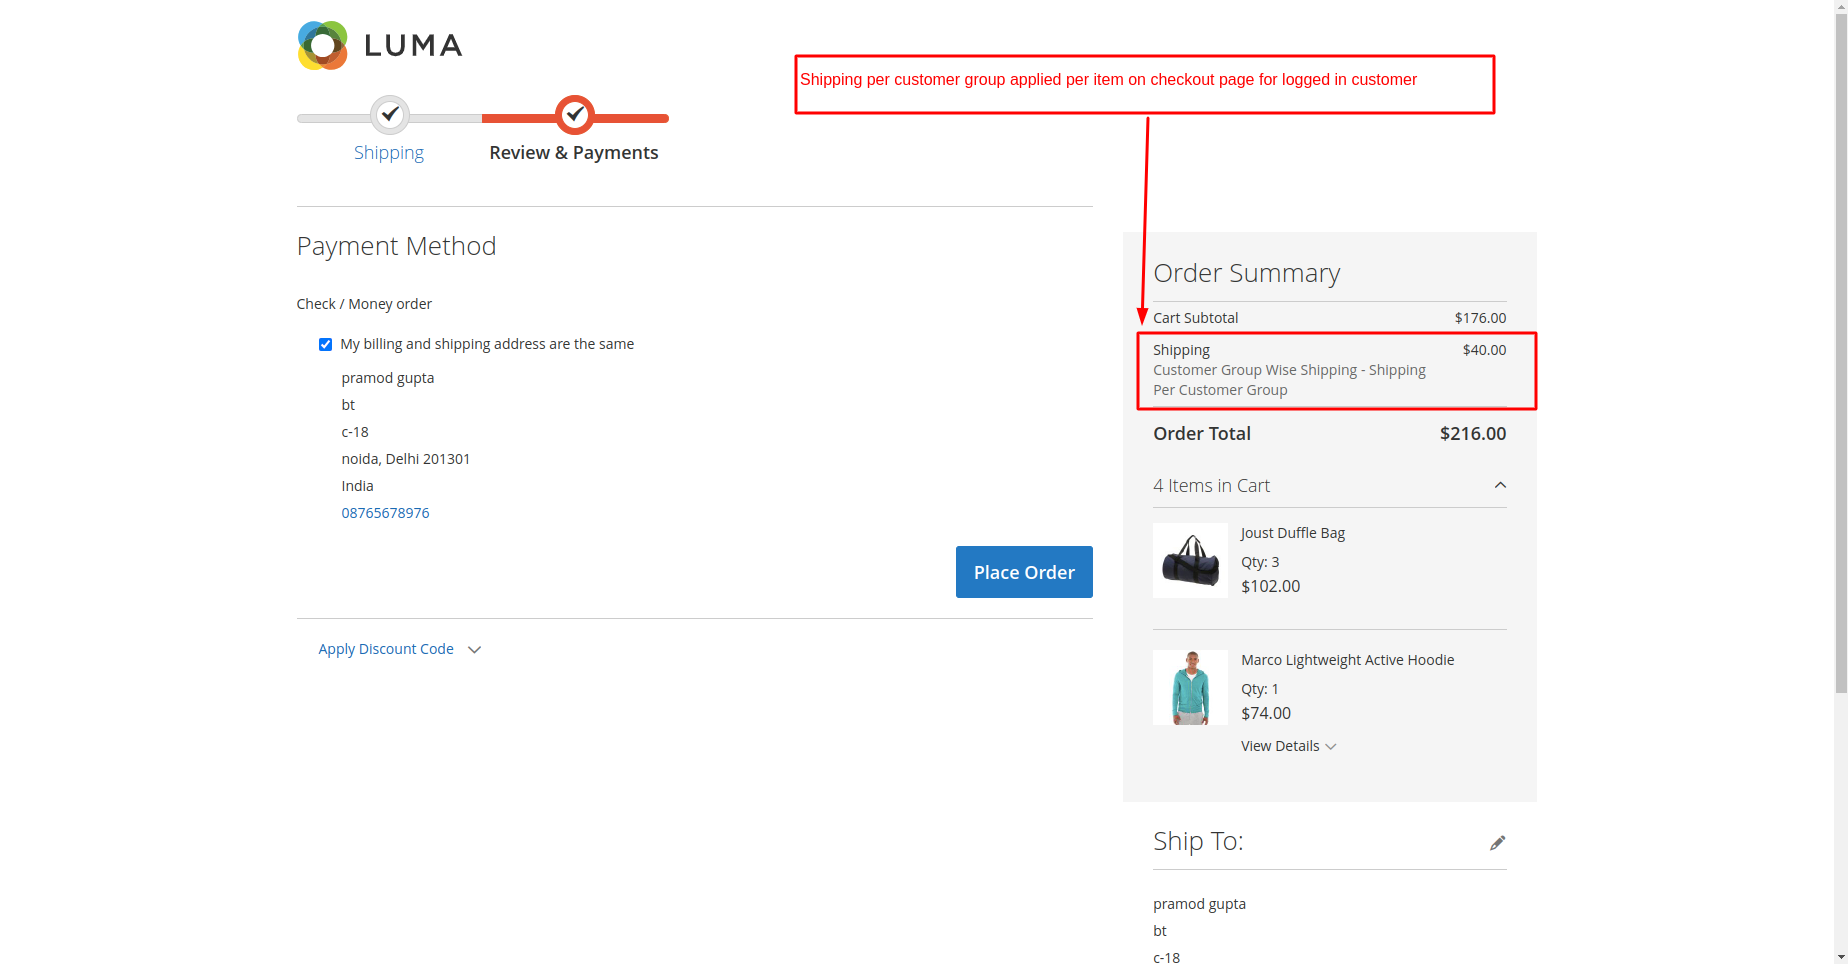 LUMA
Shipping per customer group applied per item on checkout page for logged in customer
Shipping
Review & Payments
Payment Method
Check / Money order
My billing and shipping address are the same
pramod gupta
bt
c-18
noida, Delhi 201301
India
08765678976
Place Order
Apply Discount Code
Order Summary
Cart Subtotal $176.00
Shipping $40.00
Customer Group Wise Shipping - Shipping
Per Customer Group
Order Total $216.00
4 Items in Cart
Joust Duffle Bag
Qty: 3
$102.00
Marco Lightweight Active Hoodie
Qty: 1
$74.00
View Details
Ship To:
pramod gupta
bt
c-18